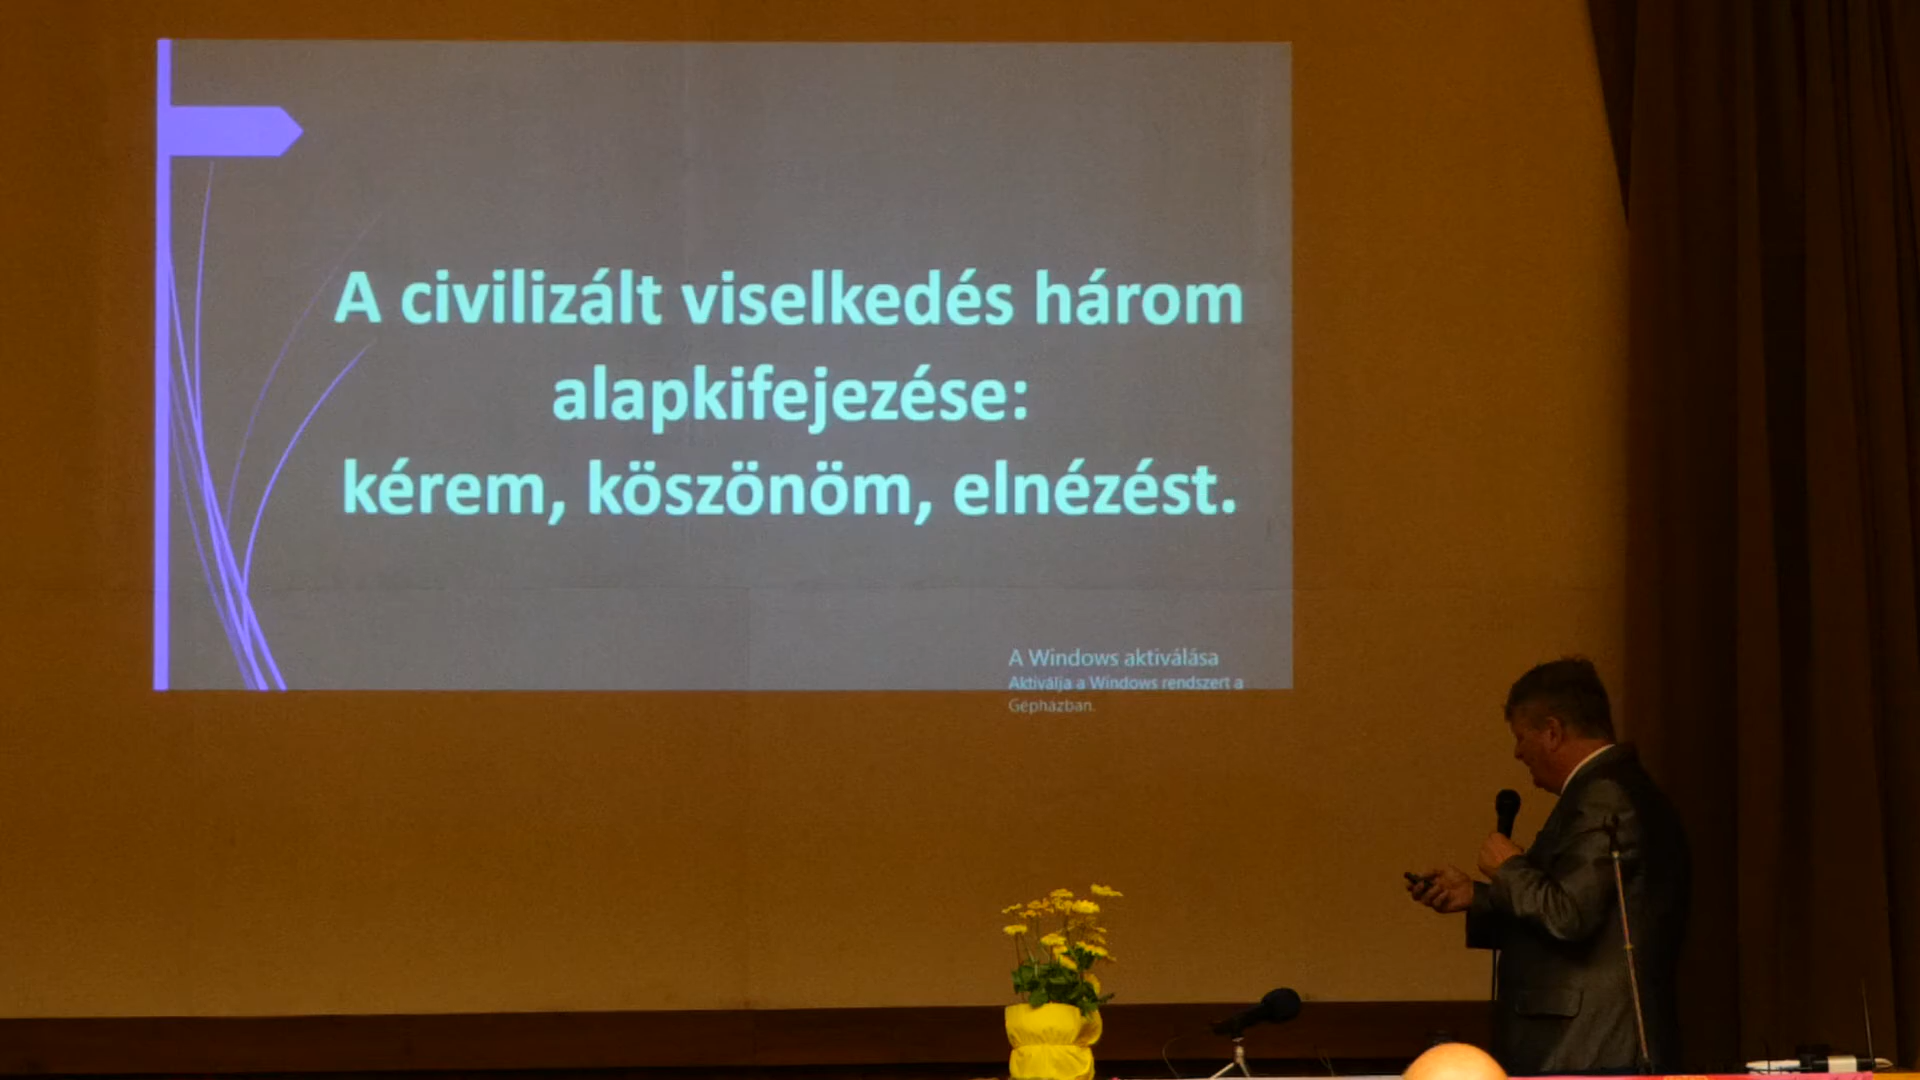 A civilizált viselkedés három
alapkifejezése:
kérem, köszönöm, elnézést.
A Windows aktiválása
Aktiválja a Windows rendszert a
Gépházban.